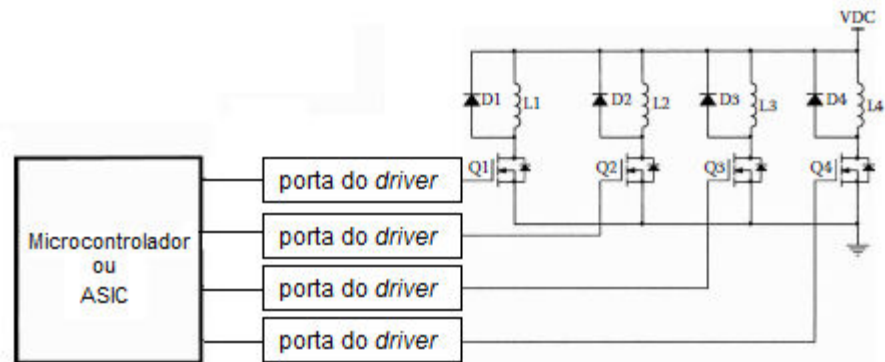 VDC
D1
L1
D2
L2
D3
L3
D4
L4
Q1
Q2
Q3
Q4
porta do driver
porta do driver
porta do driver
porta do driver
Microcontrolador
ou
ASIC